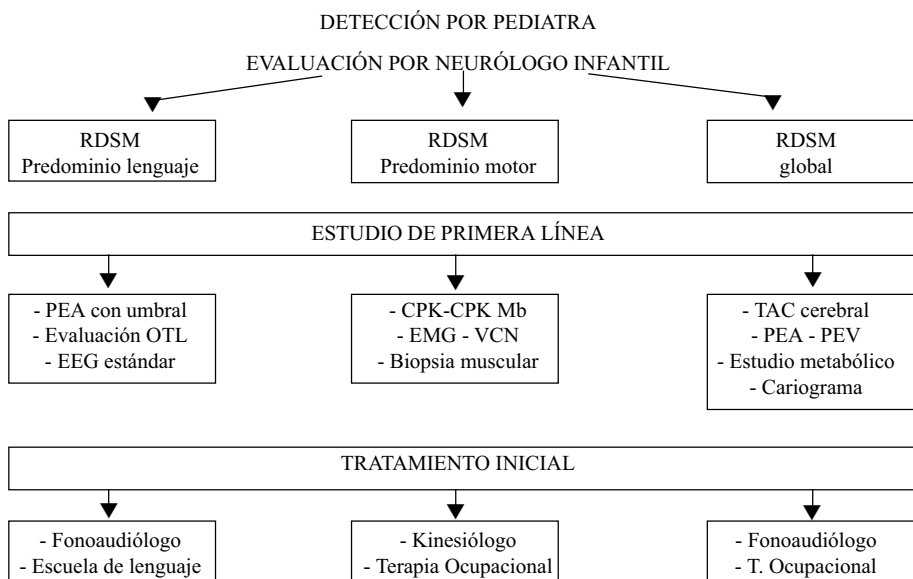 DETECCIÓN POR PEDIATRA
EVALUACIÓN POR NEURÓLOGO INFANTIL
RDSM
Predominio lenguaje
RDSM
Predominio motor
RDSM
global
ESTUDIO DE PRIMERA LÍNEA
- PEA con umbral
- Evaluación OTL
- EEG estándar
- CPK-CPK Mb
- EMG - VCN
- Biopsia muscular
- TAC cerebral
- PEA - PEV
- Estudio metabólico
- Cariograma
TRATAMIENTO INICIAL
- Fonoaudiólogo
- Escuela de lenguaje
- Kinesiólogo
- Terapia Ocupacional
- Fonoaudiólogo
- T. Ocupacional